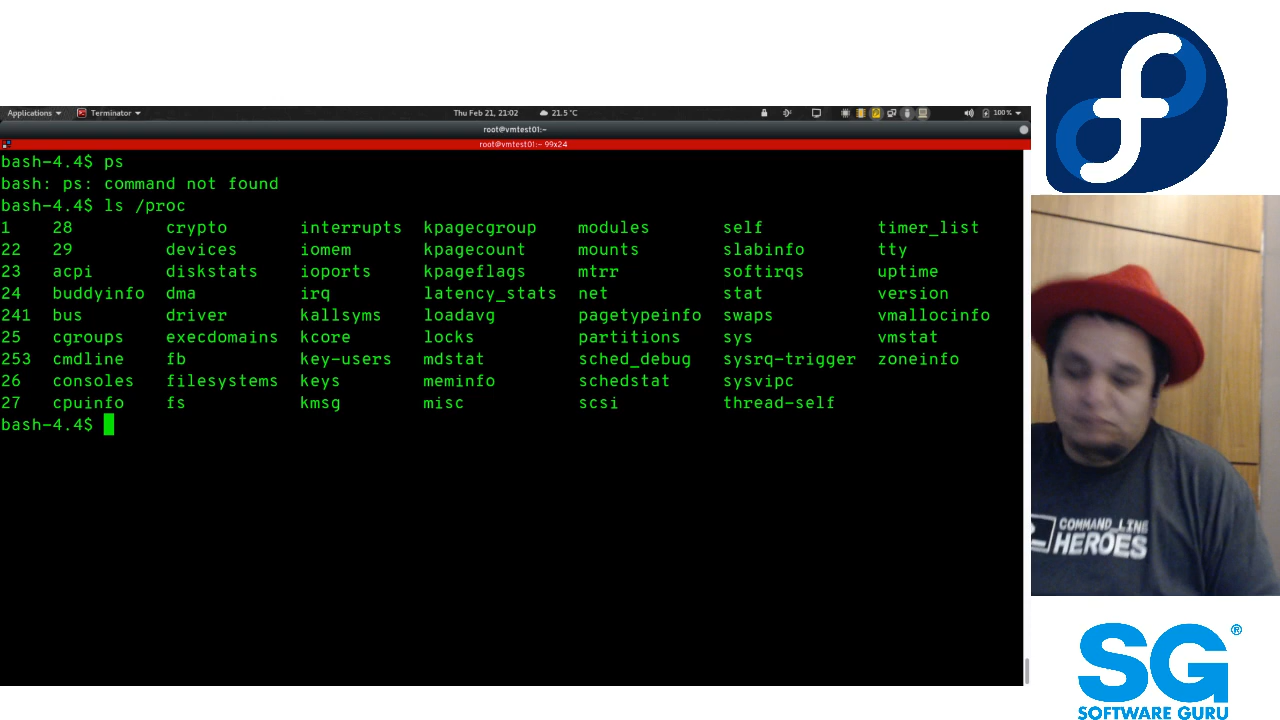 Applications Terminator Thu Feb 21, 21:02 21.5 °C 100%
root@vmtest01:~
root@vmtest01:~ 99x24
bash-4.4$ ps
bash: ps: command not found
bash-4.4$ ls /proc
1 28 crypto interrupts kpagecgroup modules self timer_list
22 29 devices iomem kpagecount mounts slabinfo tty
23 acpi diskstats ioports kpageflags mtrr softirqs uptime
24 buddyinfo dma irq latency_stats net stat version
241 bus driver kallsyms loadavg pagetypeinfo swaps vmallocinfo
25 cgroups execdomains kcore locks partitions sys vmstat
253 cmdline fb key-users mdstat sched_debug sysrq-trigger zoneinfo
26 consoles filesystems keys meminfo schedstat sysvipc
27 cpuinfo fs kmsg misc scsi thread-self
bash-4.4$
COMMAND_LINE
HEROES
SG®
SOFTWARE GURU